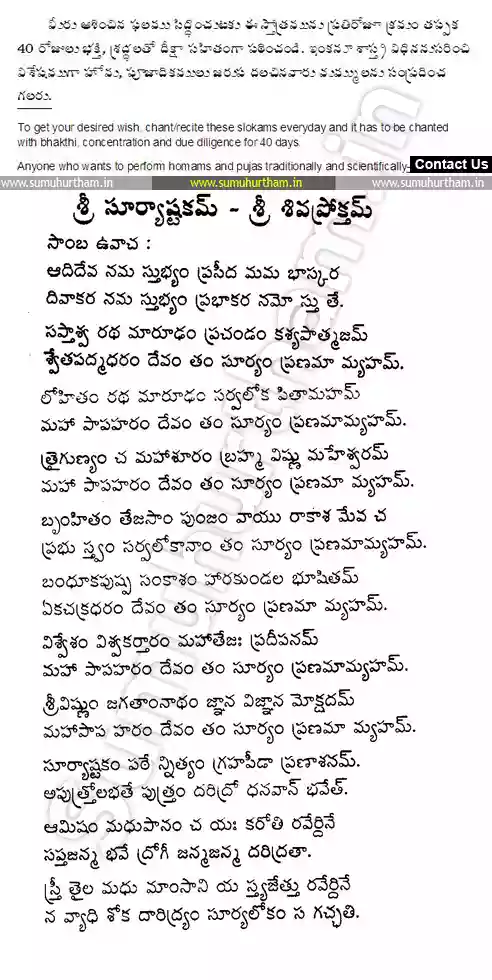 మీరు ఆశించిన ఫలము సిద్ధించుటకు ఈ స్తోత్రమును ప్రతిరోజూ క్రమం తప్పక
40 రోజులు భక్తి, శ్రద్ధలతో దీక్షా సహితంగా పఠించండి. ఇంకనూ శాస్త్ర విధిననుసరించి
విశేషముగా హోమ, పూజాదికములు జరుప దలచినవారు మమ్ములను సంప్రదించ
గలరు.
To get your desired wish, chant/recite these slokams everyday and it has to be chanted
with bhakthi, concentration and due diligence for 40 days.
Anyone who wants to perform homams and pujas traditionally and scientifically- Contact Us
www.sumuhurtham.in www.sumuhurtham.in www.sumuhurtham.in
శ్రీ సూర్యాష్టకమ్ - శ్రీ శివప్రోక్తమ్
సాంబ ఉవాచ :
ఆదిదేవ నమ స్తుభ్యం ప్రసీద మమ భాస్కర
దివాకర నమ స్తుభ్యం ప్రభాకర నమో స్తు తే.
సప్తాశ్వ రథ మారూఢం ప్రచండం కశ్యపాత్మజమ్
శ్వేతపద్మధరం దేవం తం సూర్యం ప్రణమా మ్యహమ్.
లోహితం రథ మారూఢం సర్వలోక పితామహమ్
మహా పాపహరం దేవం తం సూర్యం ప్రణమామ్యహమ్.
త్రైగుణ్యం చ మహాశూరం బ్రహ్మ విష్ణు మహేశ్వరమ్
మహా పాపహరం దేవం తం సూర్యం ప్రణమా మ్యహమ్.
బృంహితం తేజసాం పుంజం వాయు రాకాశ మేవ చ
ప్రభు స్త్వం సర్వలోకానాం తం సూర్యం ప్రణమామ్యహమ్.
బంధూకపుష్ప సంకాశం హారకుండల భూషితమ్
ఏకచక్రధరం దేవం తం సూర్యం ప్రణమా మ్యహమ్.
విశ్వేశం విశ్వకర్తారం మహాతేజః ప్రదీపనమ్
మహా పాపహరం దేవం తం సూర్యం ప్రణమామ్యహమ్.
శ్రీవిష్ణుం జగతాంనాథం జ్ఞాన విజ్ఞాన మోక్షదమ్
మహాపాప హరం దేవం తం సూర్యం ప్రణమా మ్యహమ్.
సూర్యాష్టకం పఠే న్నిత్యం గ్రహపీడా ప్రణాశనమ్.
అపుత్రోలభతే పుత్రం దరిద్రో ధనవాన్ భవేత్.
ఆమిషం మధుపానం చ యః కరోతి రవేర్దినే
సప్తజన్మ భవే ద్రోగీ జన్మజన్మ దరిద్రతా.
స్త్రీ తైల మధు మాంసాని య స్త్యజేత్తు రవేర్దినే
న వ్యాధి శోక దారిద్ర్యం సూర్యలోకం స గచ్ఛతి.
sumuhurtham.in